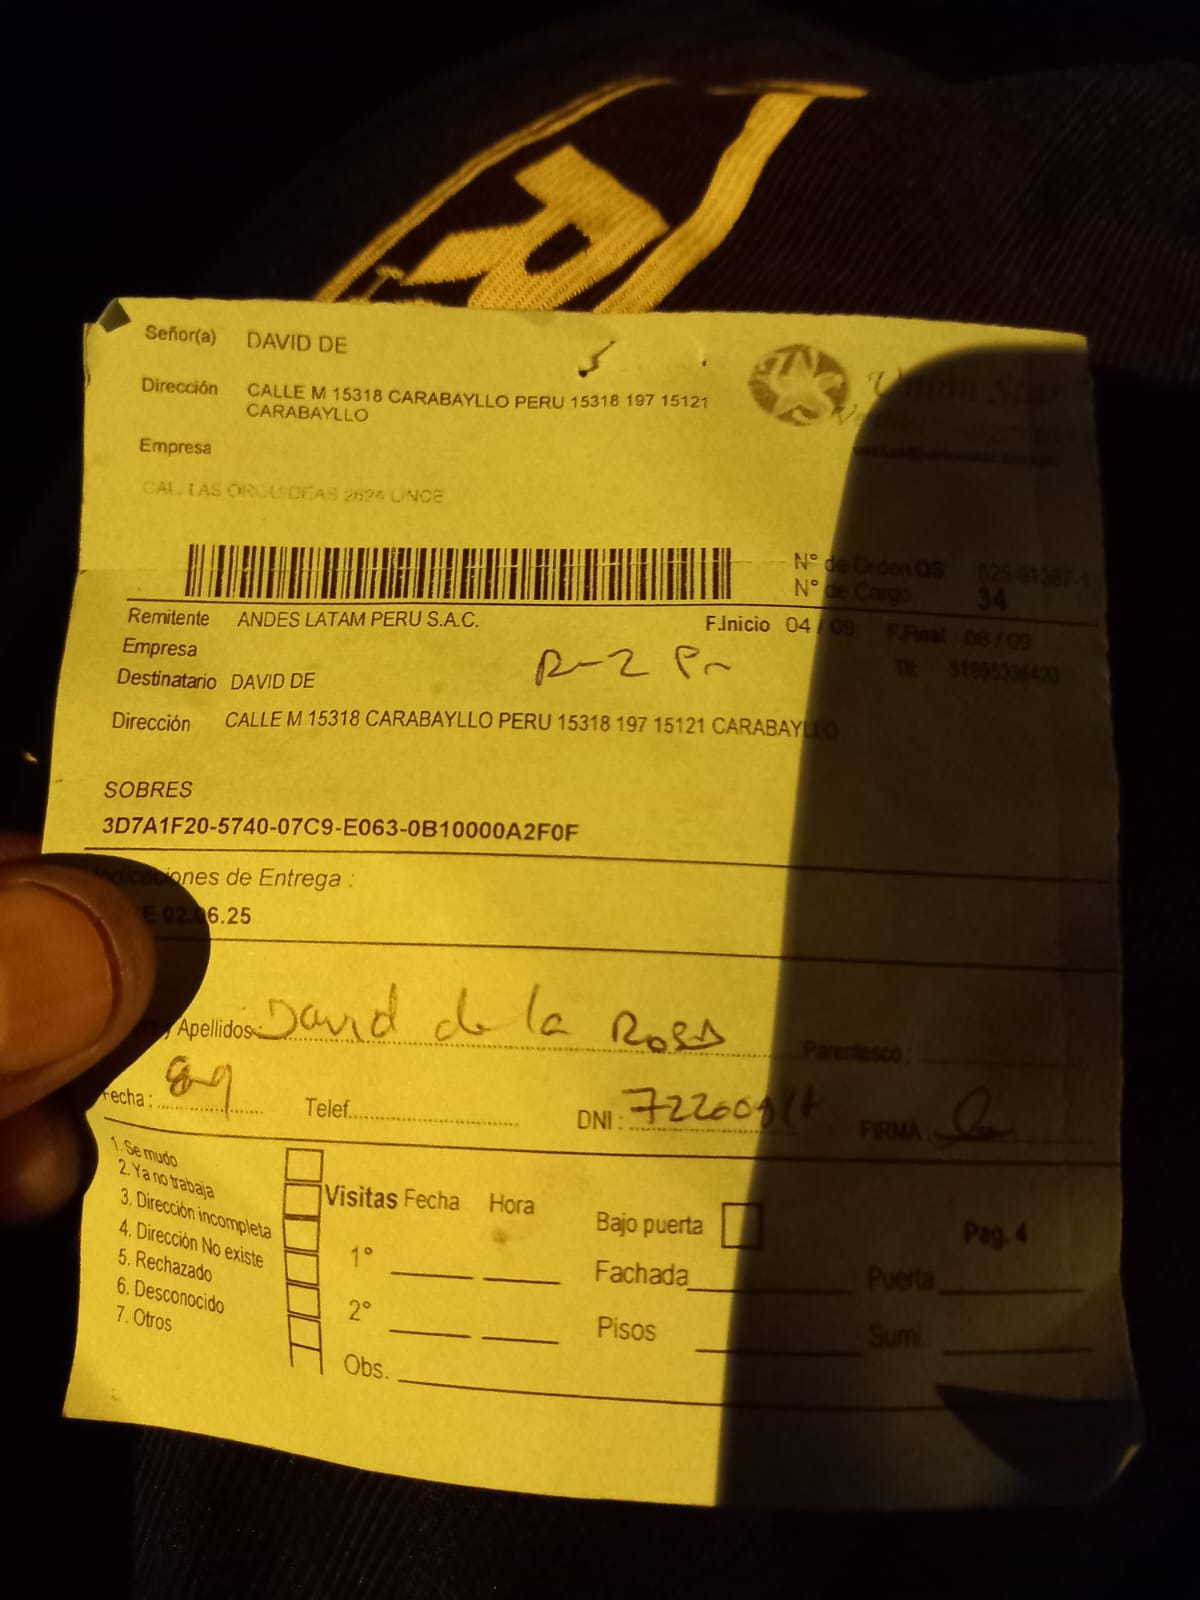 Señor(a) DAVID DE
Dirección CALLE M 15318 CARABAYLLO PERU 15318 197 15121
CARABAYLLO
Unión Star
Empresa
CAL. LAS ORQUIDEAS 2624 LINCE
N° de Orden OS
N° de Cargo 34
Remitente ANDES LATAM PERU S.A.C.
F.Inicio 04 / 09 F.Final 08 / 09
Empresa
Tlf.
Destinatario DAVID DE
Dirección CALLE M 15318 CARABAYLLO PERU 15318 197 15121 CARABAYLLO
SOBRES
3D7A1F20-5740-07C9-E063-0B10000A2F0F
Indicaciones de Entrega :
02.06.25
y Apellidos: David de la Rosa Parentesco :
Fecha : 8-9 Telef. DNI : FIRMA :
1. Se mudo
2. Ya no trabaja
3. Dirección incompleta
4. Dirección No existe
5. Rechazado
6. Desconocido
7. Otros
Visitas Fecha Hora
1°
2°
Obs.
Bajo puerta
Fachada Puerta
Pisos Sumi.
Pag. 4